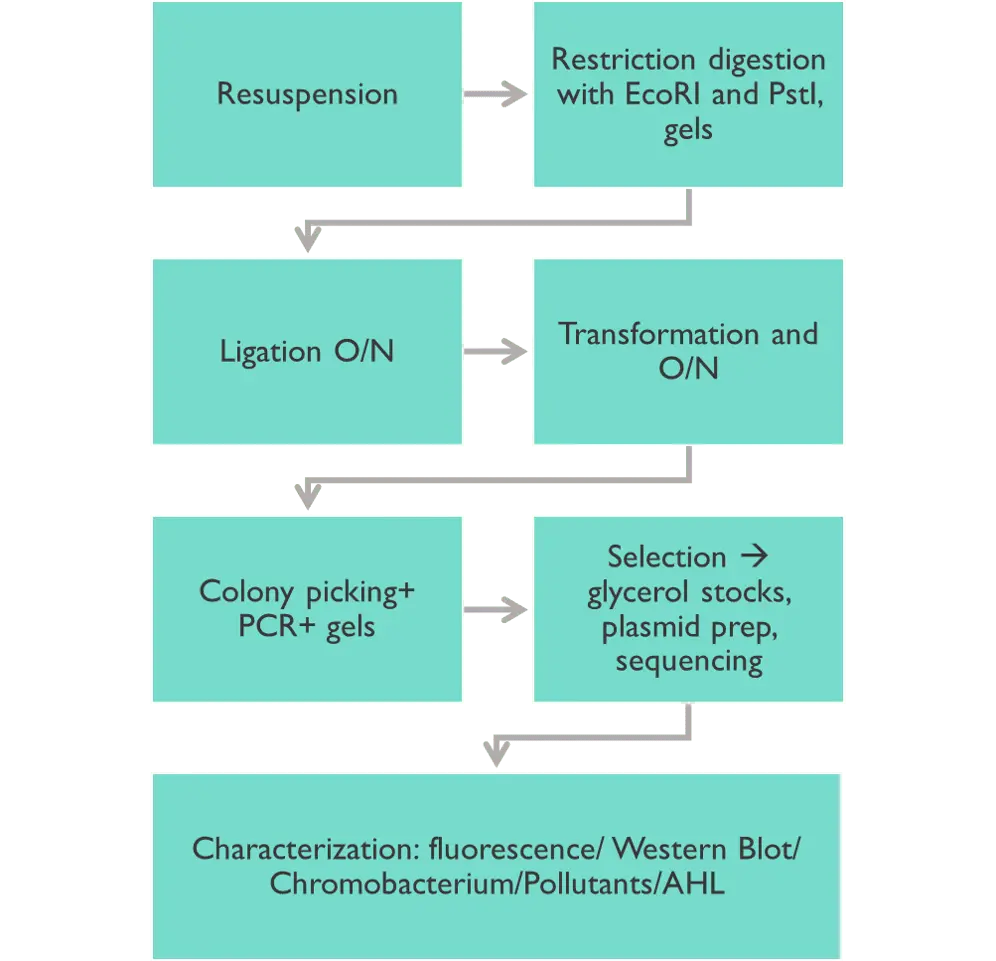 Resuspension
Restriction digestion
with EcoRI and PstI,
gels
Ligation O/N
Transformation and
O/N
Colony picking+
PCR+ gels
Selection →
glycerol stocks,
plasmid prep,
sequencing
Characterization: fluorescence/ Western Blot/
Chromobacterium/Pollutants/AHL